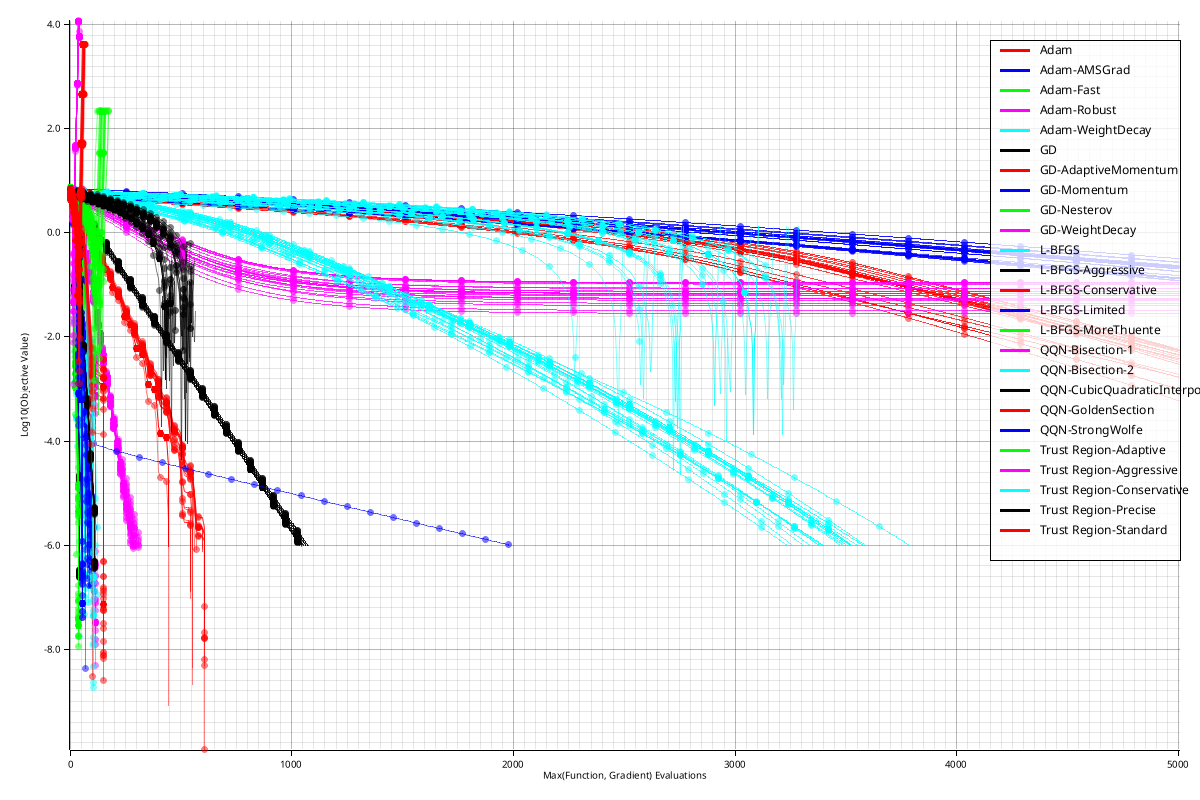 4.0
2.0
0.0
-2.0
-4.0
-6.0
-8.0
Log10(Objective Value)
0
1000
2000
3000
4000
5000
Max(Function, Gradient) Evaluations
Adam
Adam-AMSGrad
Adam-Fast
Adam-Robust
Adam-WeightDecay
GD
GD-AdaptiveMomentum
GD-Momentum
GD-Nesterov
GD-WeightDecay
L-BFGS
L-BFGS-Aggressive
L-BFGS-Conservative
L-BFGS-Limited
L-BFGS-MoreThuente
QQN-Bisection-1
QQN-Bisection-2
QQN-CubicQuadraticInterpo
QQN-GoldenSection
QQN-StrongWolfe
Trust Region-Adaptive
Trust Region-Aggressive
Trust Region-Conservative
Trust Region-Precise
Trust Region-Standard